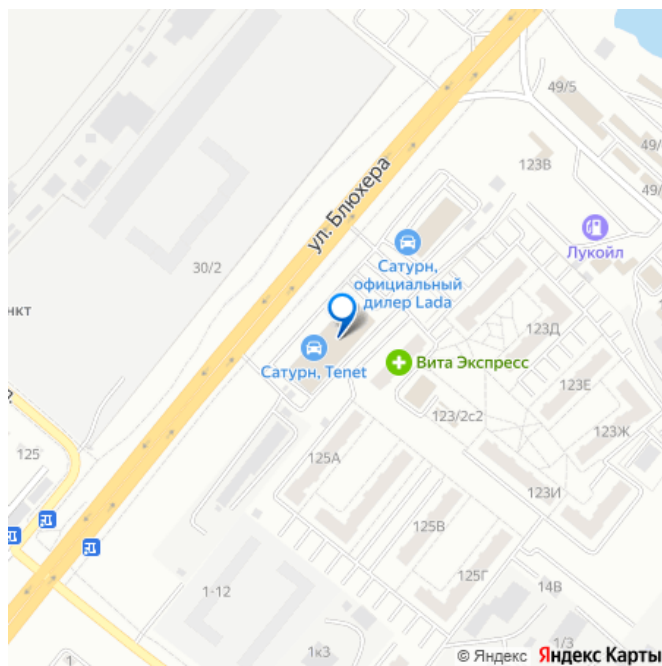 49/5
49/
123В
49/
ул. Блюхера
Лукойл
30/2
Сатурн,
официальный
дилер Lada
нкт
123Д
Сатурн, Tenet
Вита Экспресс
123Е
123/2с2
123Ж
125
125А
123И
125В
125Г
14В
1-12
1/3
1к3
1
© Яндекс Яндекс Карты